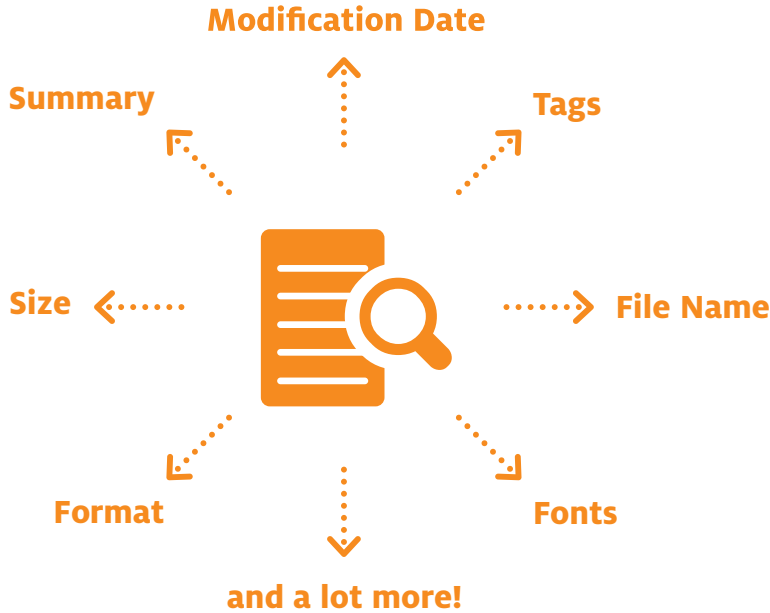 Modification Date
Summary
Tags
Size
File Name
Format
Fonts
and a lot more!